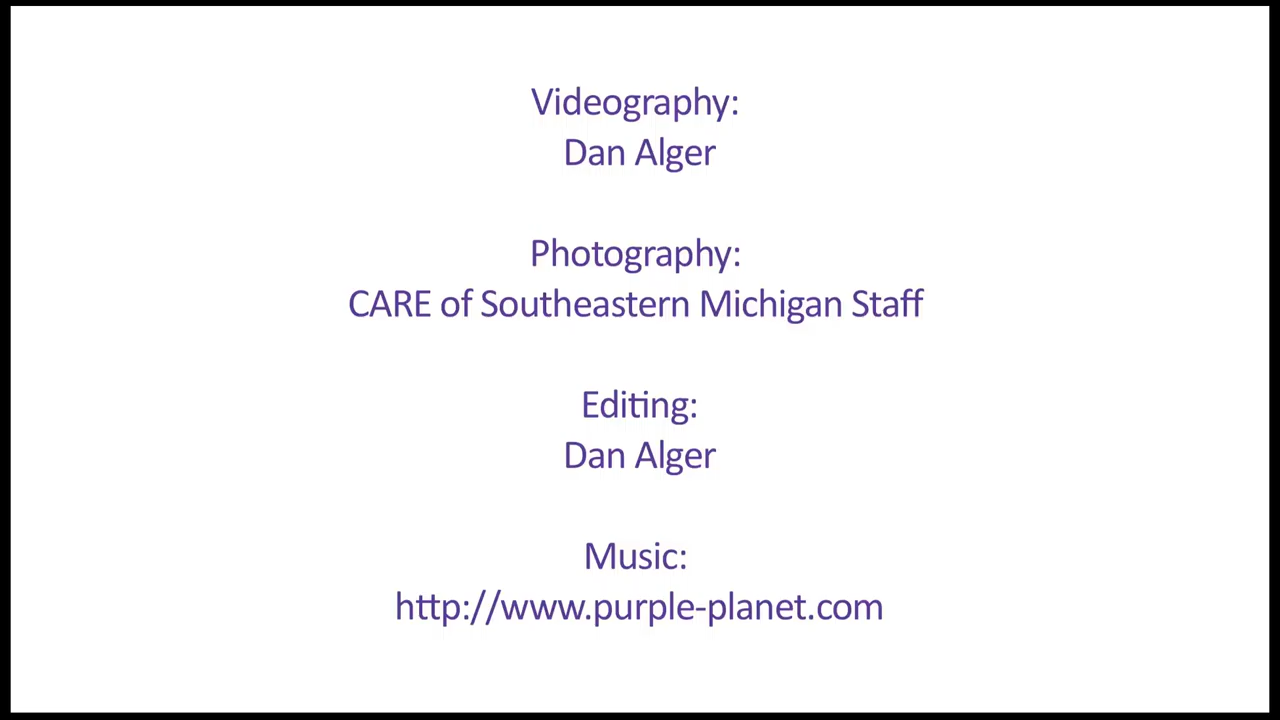 Videography:
Dan Alger
Photography:
CARE of Southeastern Michigan Staff
Editing:
Dan Alger
Music:
http://www.purple-planet.com